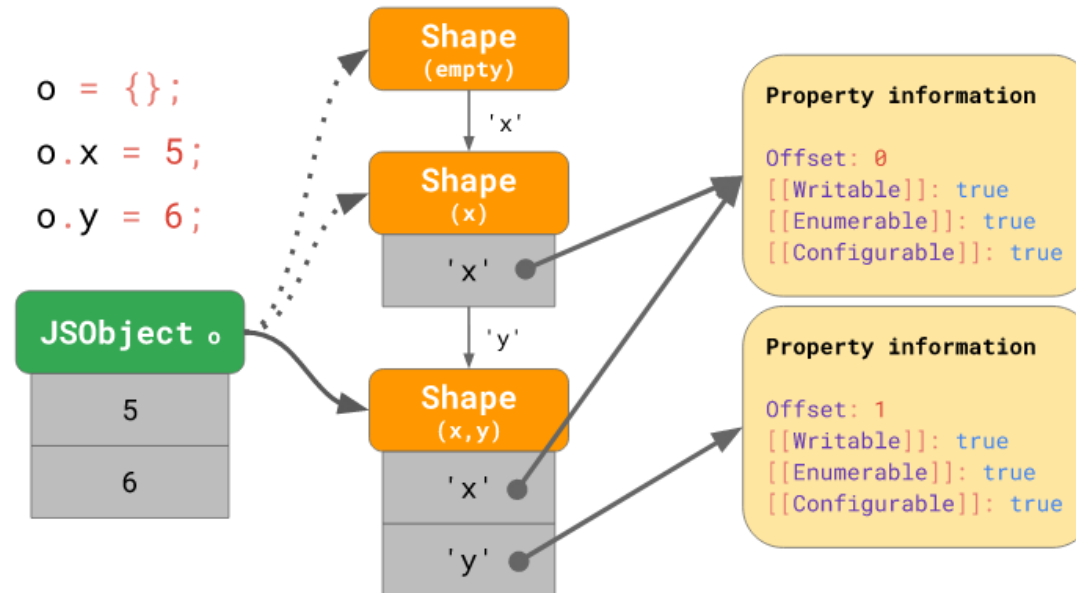 o = {};
o.x = 5;
o.y = 6;
JSObject o
5
6
Shape
(empty)
'x'
Shape
(x)
'x'
'y'
Shape
(x,y)
'x'
'y'
Property information
Offset: 0
[[Writable]]: true
[[Enumerable]]: true
[[Configurable]]: true
Property information
Offset: 1
[[Writable]]: true
[[Enumerable]]: true
[[Configurable]]: true